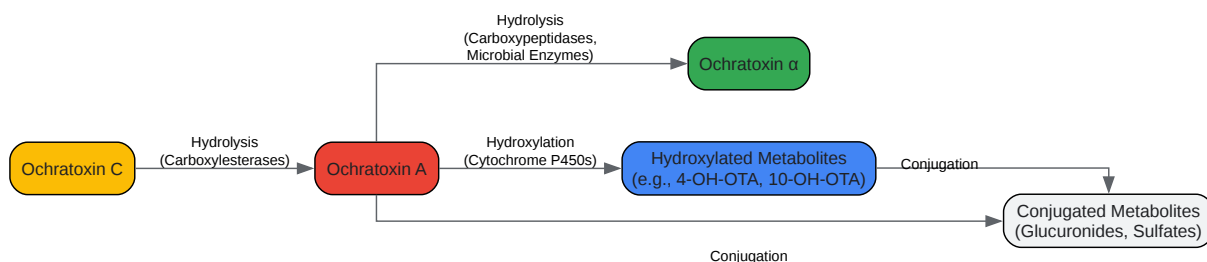 Hydrolysis
(Carboxypeptidases,
Microbial Enzymes)
Ochratoxin α
Ochratoxin C
Hydrolysis
(Carboxylesterases)
Ochratoxin A
Hydroxylation
(Cytochrome P450s)
Hydroxylated Metabolites
(e.g., 4-OH-OTA, 10-OH-OTA)
Conjugation
Conjugated Metabolites
(Glucuronides, Sulfates)
Conjugation